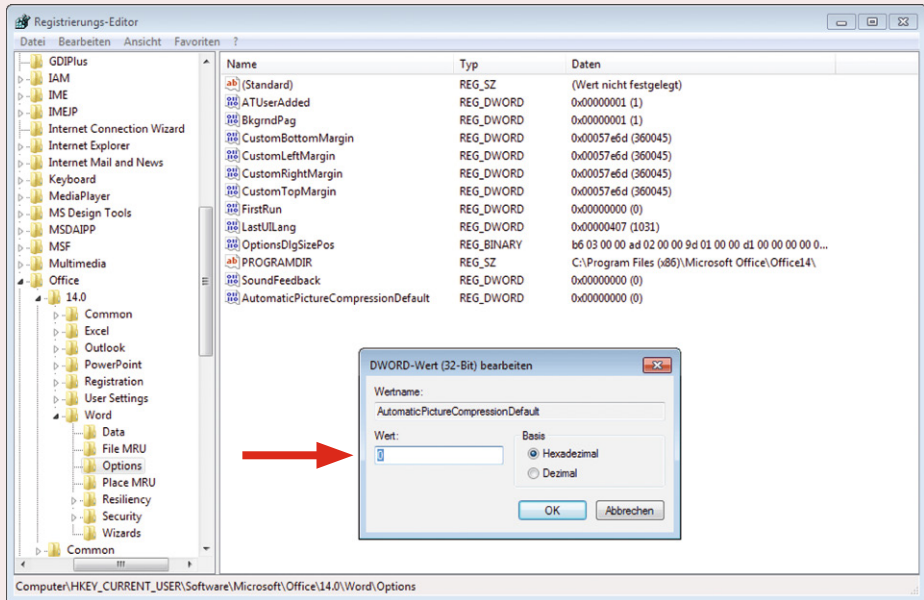 Registrierungs-Editor
Datei Bearbeiten Ansicht Favoriten ?
GDIPlus
IAM
IME
IMEJP
Internet Connection Wizard
Internet Explorer
Internet Mail and News
Keyboard
MediaPlayer
MS Design Tools
MSDAIPP
MSF
Multimedia
Office
14.0
Common
Excel
Outlook
PowerPoint
Registration
User Settings
Word
Data
File MRU
Options
Place MRU
Resiliency
Security
Wizards
Common
Name Typ Daten
(Standard) REG_SZ (Wert nicht festgelegt)
ATUserAdded REG_DWORD 0x00000001 (1)
BkgrndPag REG_DWORD 0x00000001 (1)
CustomBottomMargin REG_DWORD 0x00057e6d (360045)
CustomLeftMargin REG_DWORD 0x00057e6d (360045)
CustomRightMargin REG_DWORD 0x00057e6d (360045)
CustomTopMargin REG_DWORD 0x00057e6d (360045)
FirstRun REG_DWORD 0x00000000 (0)
LastUILang REG_DWORD 0x00000407 (1031)
OptionsDlgSizePos REG_BINARY b6 03 00 00 ad 02 00 00 9d 01 00 00 d1 00 00 00 00 0...
PROGRAMDIR REG_SZ C:\Program Files (x86)\Microsoft Office\Office14\
SoundFeedback REG_DWORD 0x00000000 (0)
AutomaticPictureCompressionDefault REG_DWORD 0x00000000 (0)
DWORD-Wert (32-Bit) bearbeiten
Wertname:
AutomaticPictureCompressionDefault
Wert:
0
Basis
Hexadezimal
Dezimal
OK Abbrechen
Computer\HKEY_CURRENT_USER\Software\Microsoft\Office\14.0\Word\Options